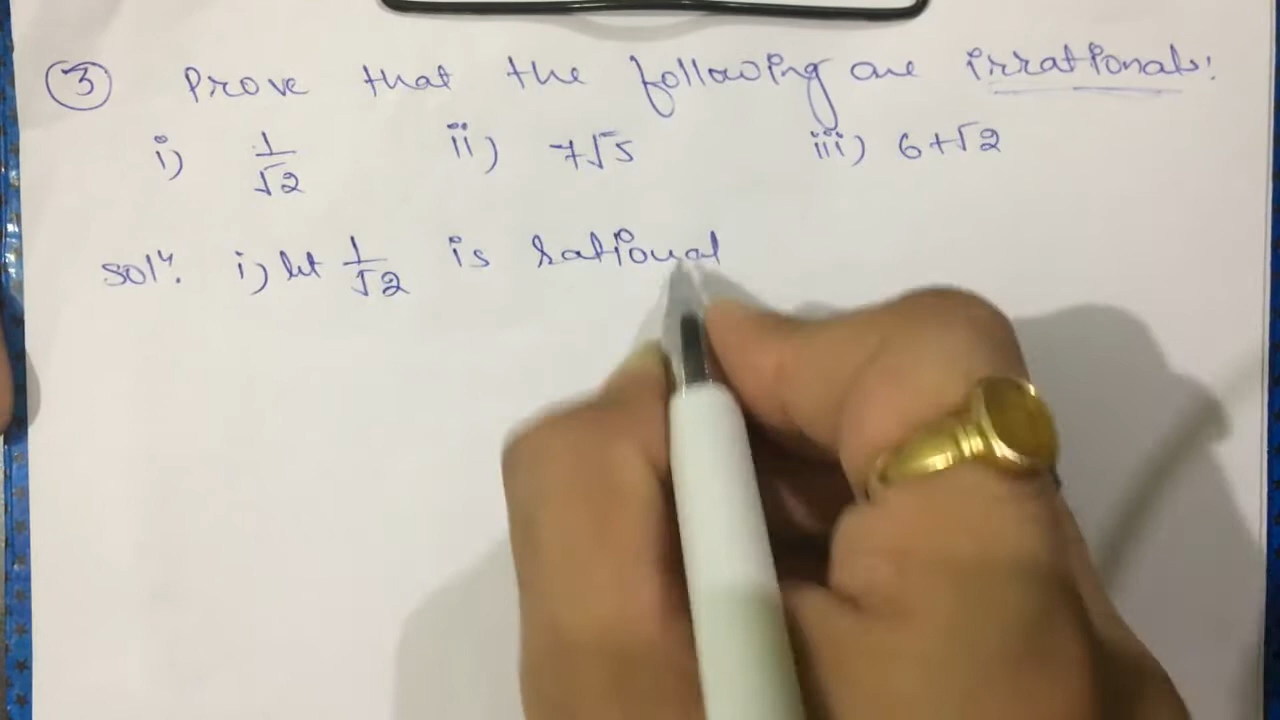 ③ Prove that the following are irrationals:
i) 1/√2 ii) 7√5 iii) 6+√2
Solⁿ. i) let 1/√2 is rational